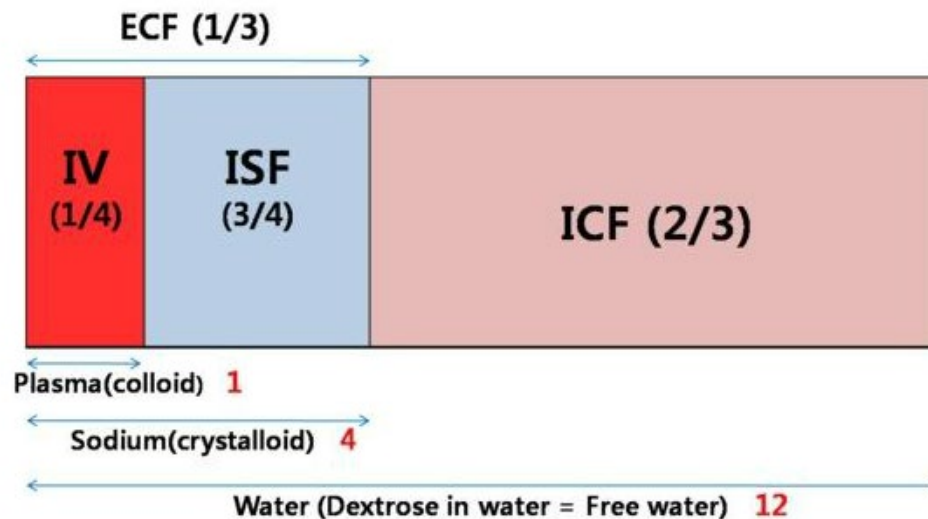 ECF (1/3)
IV
(1/4)
ISF
(3/4)
ICF (2/3)
Plasma(colloid) 1
Sodium(crystalloid) 4
Water (Dextrose in water = Free water) 12